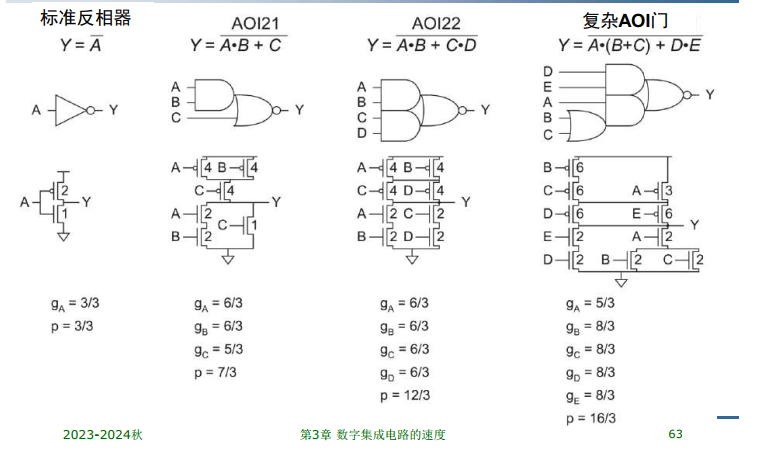 标准反相器
AOI21
AOI22
复杂AOI门
Y = A
Y = A•B + C
Y = A•B + C•D
Y = A•(B+C) + D•E
A
Y
A
B
C
Y
A
B
C
D
Y
D
E
A
B
C
Y
A
2
1
Y
A 4 B 4
C 4
Y
A 2
C 1
B 2
A 4 B 4
C 4 D 4
Y
A 2 C 2
B 2 D 2
B 6
C 6 A 3
D 6 E 6
Y
E 2 A 2
D 2 B 2 C 2
gA = 3/3
p = 3/3
gA = 6/3
gB = 6/3
gC = 5/3
p = 7/3
gA = 6/3
gB = 6/3
gC = 6/3
gD = 6/3
p = 12/3
gA = 5/3
gB = 8/3
gC = 8/3
gD = 8/3
gE = 8/3
p = 16/3
2023-2024秋
第3章 数字集成电路的速度
63